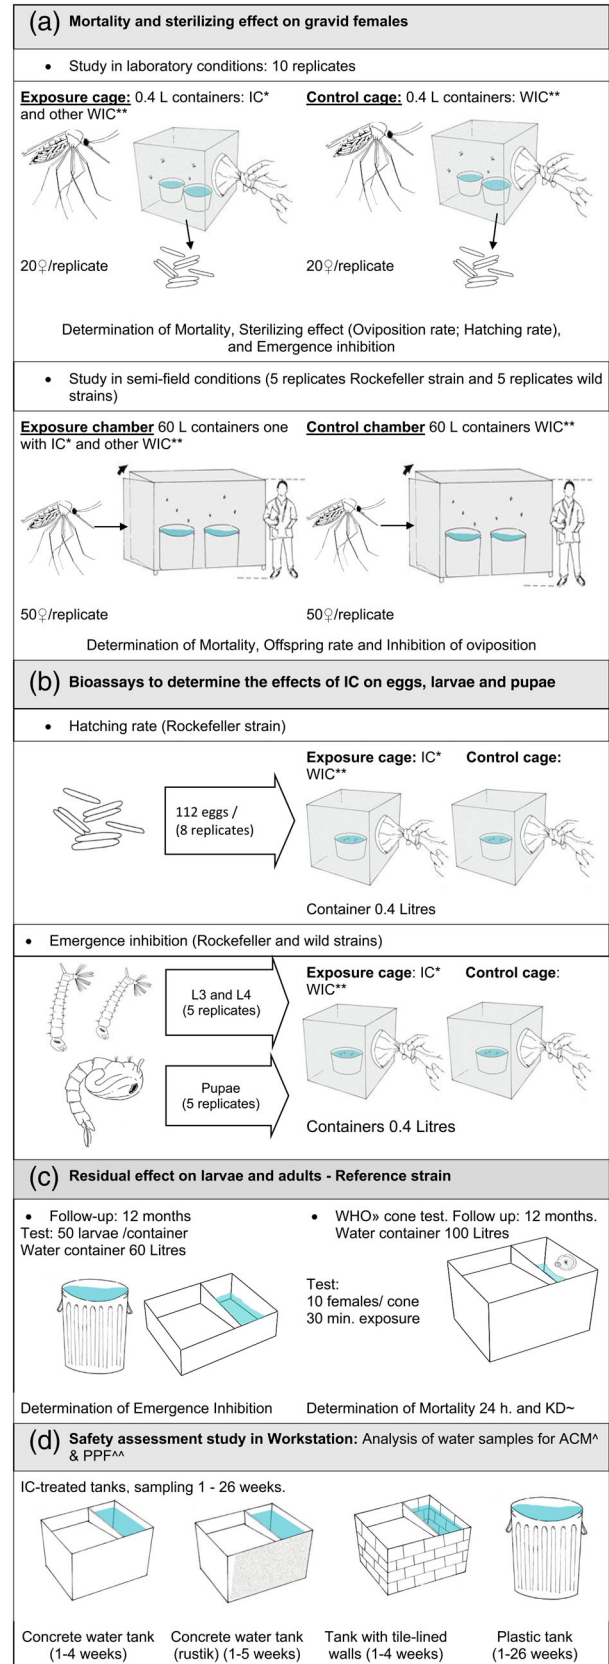 (a) Mortality and sterilizing effect on gravid females
• Study in laboratory conditions: 10 replicates
Exposure cage: 0.4 L containers: IC*
and other WIC**
Control cage: 0.4 L containers: WIC**
20♀/replicate
20♀/replicate
Determination of Mortality, Sterilizing effect (Oviposition rate; Hatching rate),
and Emergence inhibition
• Study in semi-field conditions (5 replicates Rockefeller strain and 5 replicates wild
strains)
Exposure chamber 60 L containers one
with IC* and other WIC**
Control chamber 60 L containers WIC**
50♀/replicate
50♀/replicate
Determination of Mortality, Offspring rate and Inhibition of oviposition
(b) Bioassays to determine the effects of IC on eggs, larvae and pupae
• Hatching rate (Rockefeller strain)
112 eggs /
(8 replicates)
Exposure cage: IC*
WIC**
Control cage:
Container 0.4 Litres
• Emergence inhibition (Rockefeller and wild strains)
L3 and L4
(5 replicates)
Pupae
(5 replicates)
Exposure cage: IC*
WIC**
Control cage:
Containers 0.4 Litres
(c) Residual effect on larvae and adults - Reference strain
• Follow-up: 12 months
Test: 50 larvae /container
Water container 60 Litres
Determination of Emergence Inhibition
• WHO» cone test. Follow up: 12 months.
Water container 100 Litres
Test:
10 females/ cone
30 min. exposure
Determination of Mortality 24 h. and KD~
(d) Safety assessment study in Workstation: Analysis of water samples for ACM^
& PPF^^
IC-treated tanks, sampling 1 - 26 weeks.
Concrete water tank
(1-4 weeks)
Concrete water tank
(rustik) (1-5 weeks)
Tank with tile-lined
walls (1-4 weeks)
Plastic tank
(1-26 weeks)